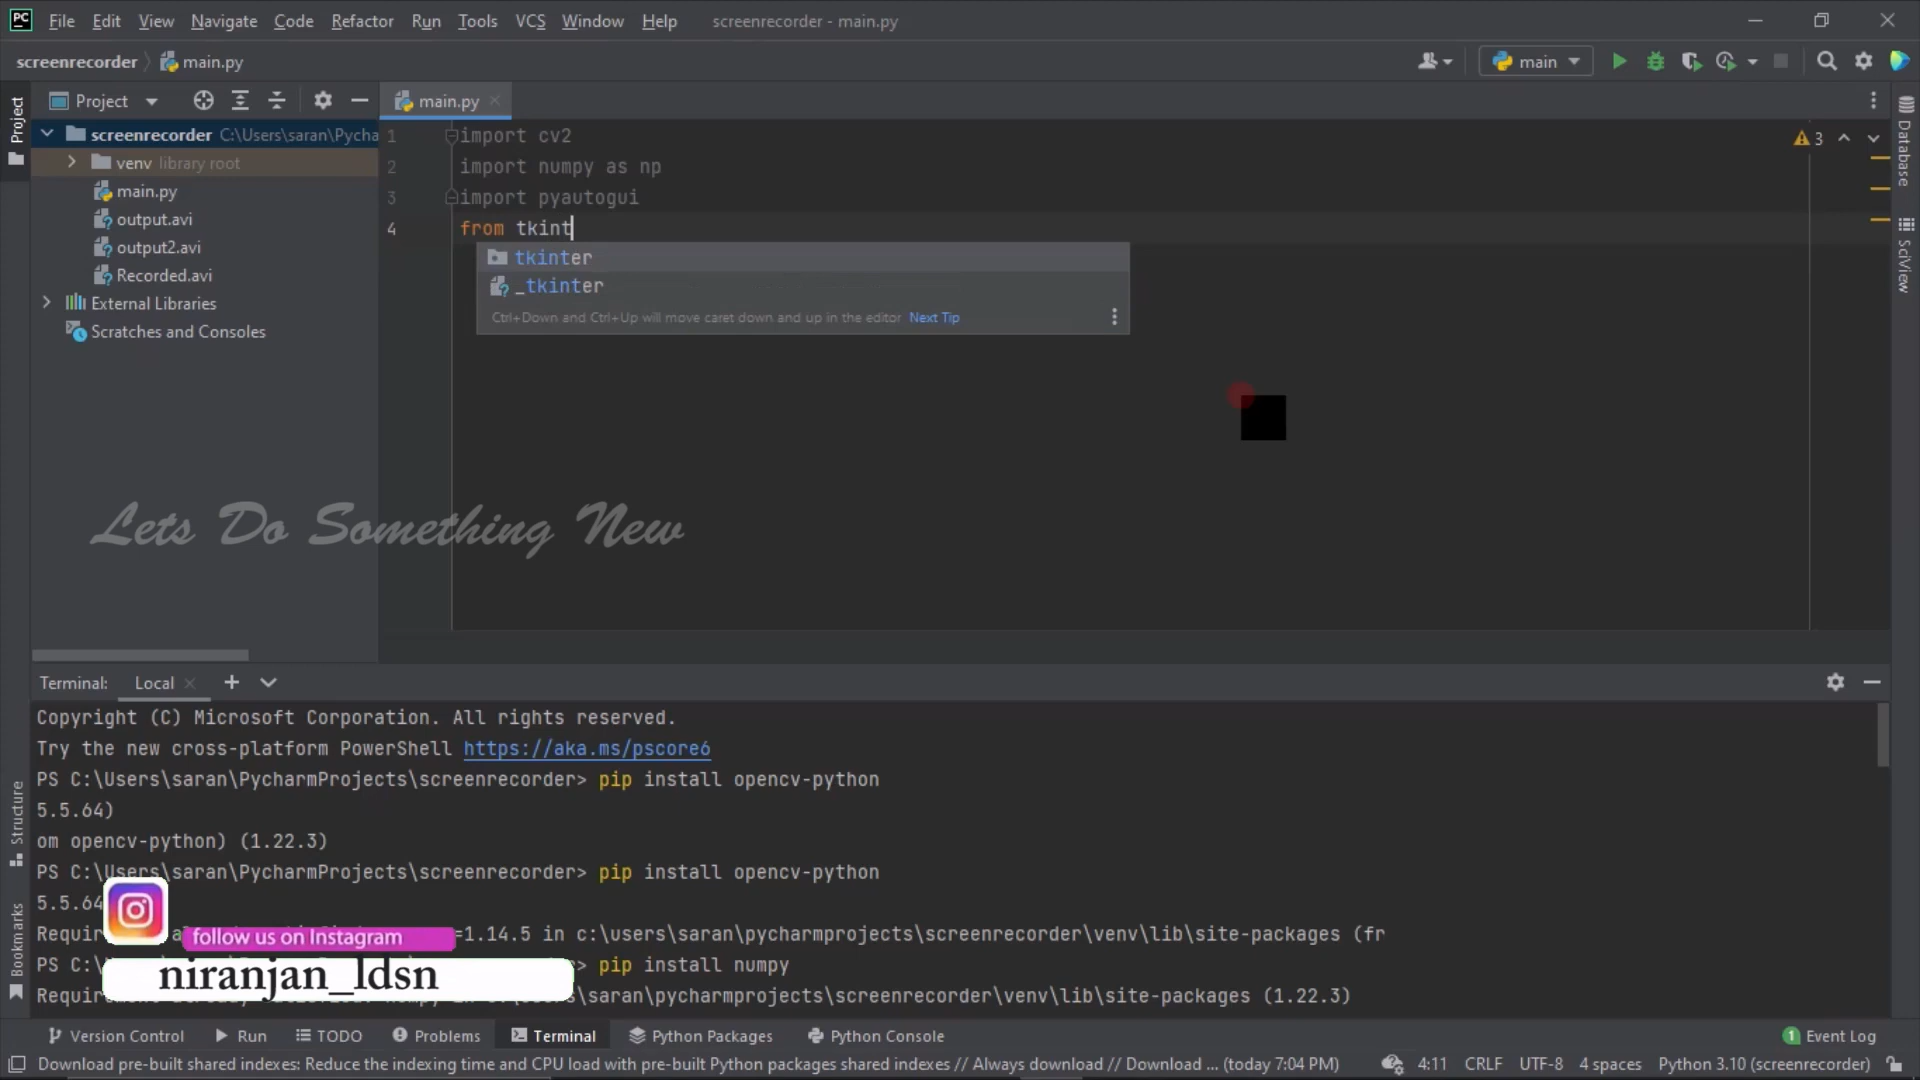 PC File Edit View Navigate Code Refactor Run Tools VCS Window Help screenrecorder - main.py
screenrecorder main.py main
Project
Project
main.py
screenrecorder C:\Users\saran\Pycha
venv library root
main.py
output.avi
output2.avi
Recorded.avi
External Libraries
Scratches and Consoles
1 import cv2
2 import numpy as np
3 import pyautogui
4 from tkint
3
tkinter
_tkinter
Ctrl+Down and Ctrl+Up will move caret down and up in the editor Next Tip
Database
SciView
Lets Do Something New
Terminal: Local
Copyright (C) Microsoft Corporation. All rights reserved.
Try the new cross-platform PowerShell https://aka.ms/pscore6
PS C:\Users\saran\PycharmProjects\screenrecorder> pip install opencv-python
5.5.64)
om opencv-python) (1.22.3)
PS C:\Users\saran\PycharmProjects\screenrecorder> pip install opencv-python
5.5.64
Requir =1.14.5 in c:\users\saran\pycharmprojects\screenrecorder\venv\lib\site-packages (fr
follow us on Instagram
PS C:\ > pip install numpy
niranjan_ldsn
\saran\pycharmprojects\screenrecorder\venv\lib\site-packages (1.22.3)
Structure
Bookmarks
Version Control Run TODO Problems Terminal Python Packages Python Console 1 Event Log
Download pre-built shared indexes: Reduce the indexing time and CPU load with pre-built Python packages shared indexes // Always download // Download ... (today 7:04 PM) 4:11 CRLF UTF-8 4 spaces Python 3.10 (screenrecorder)